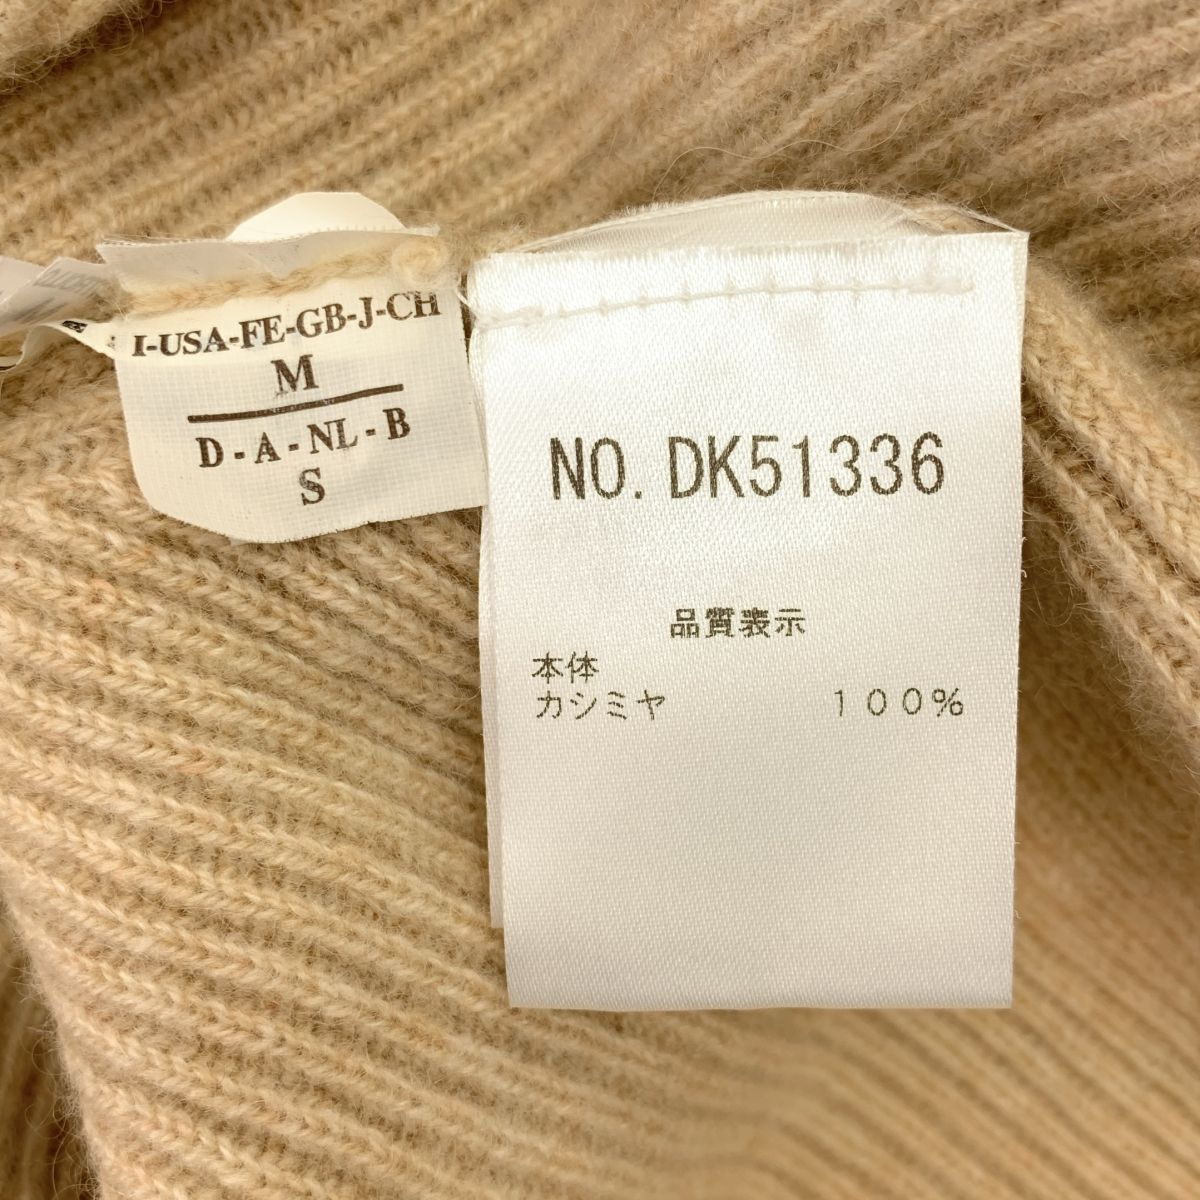 I-USA-FE-GB-J-CH
M
D - A - NL - B
S
NO. DK51336
品質表示
本体
カシミヤ 100%